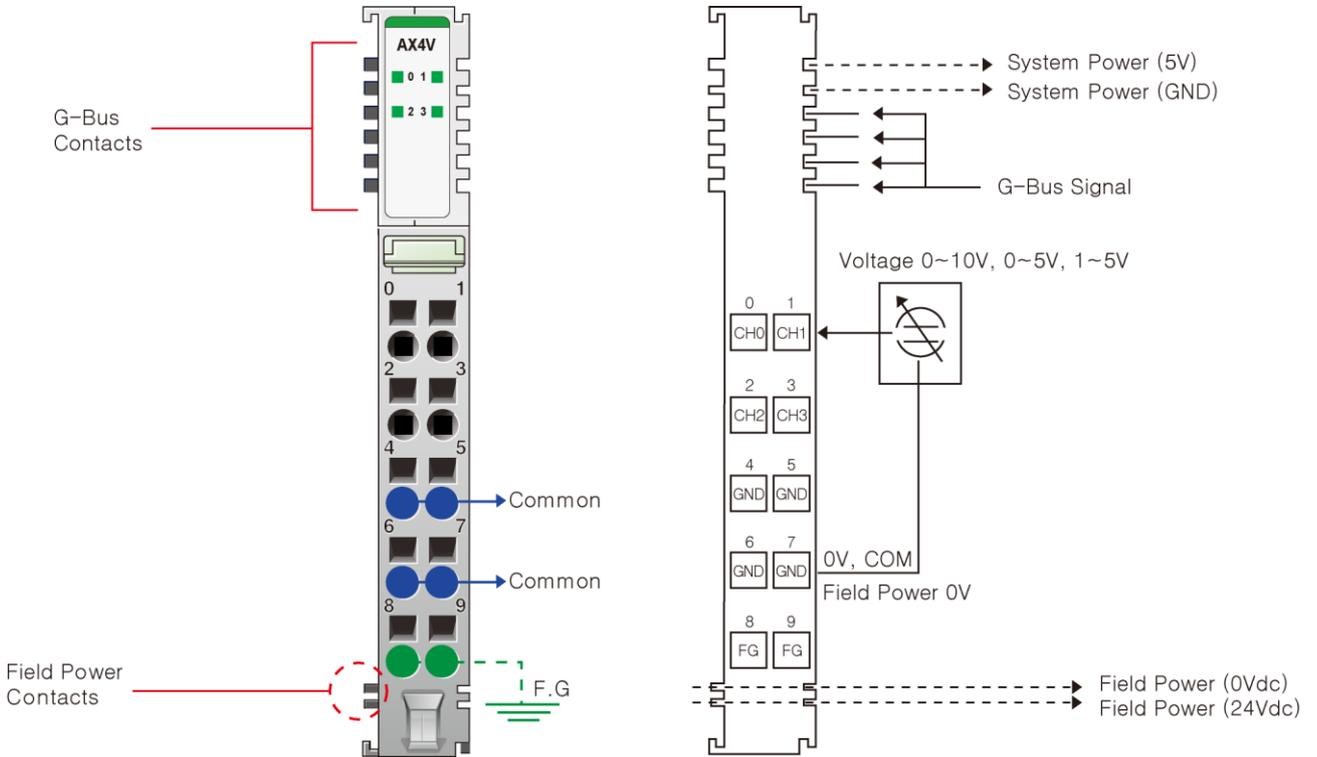 AX4V
0 1
2 3
G-Bus
Contacts
0 1
2 3
4 5
Common
6 7
Common
8 9
Field Power
Contacts
F.G
System Power (5V)
System Power (GND)
G-Bus Signal
Voltage 0~10V, 0~5V, 1~5V
0 1
CH0 CH1
2 3
CH2 CH3
4 5
GND GND
6 7
GND GND
0V, COM
Field Power 0V
8 9
FG FG
Field Power (0Vdc)
Field Power (24Vdc)